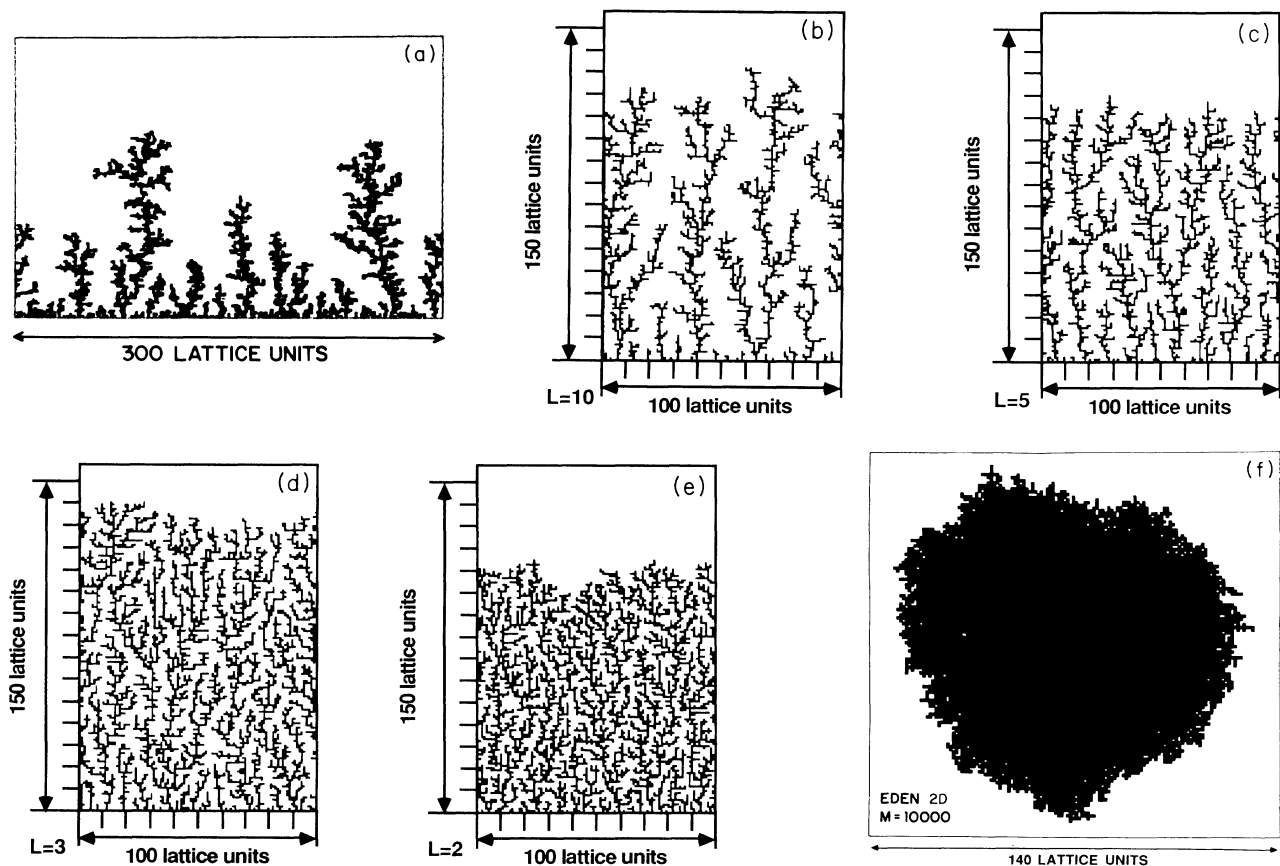 (a)
300 LATTICE UNITS
(b)
150 lattice units
L=10
100 lattice units
(c)
150 lattice units
L=5
100 lattice units
(d)
150 lattice units
L=3
100 lattice units
(e)
150 lattice units
L=2
100 lattice units
(f)
EDEN 2D
M=10000
140 LATTICE UNITS